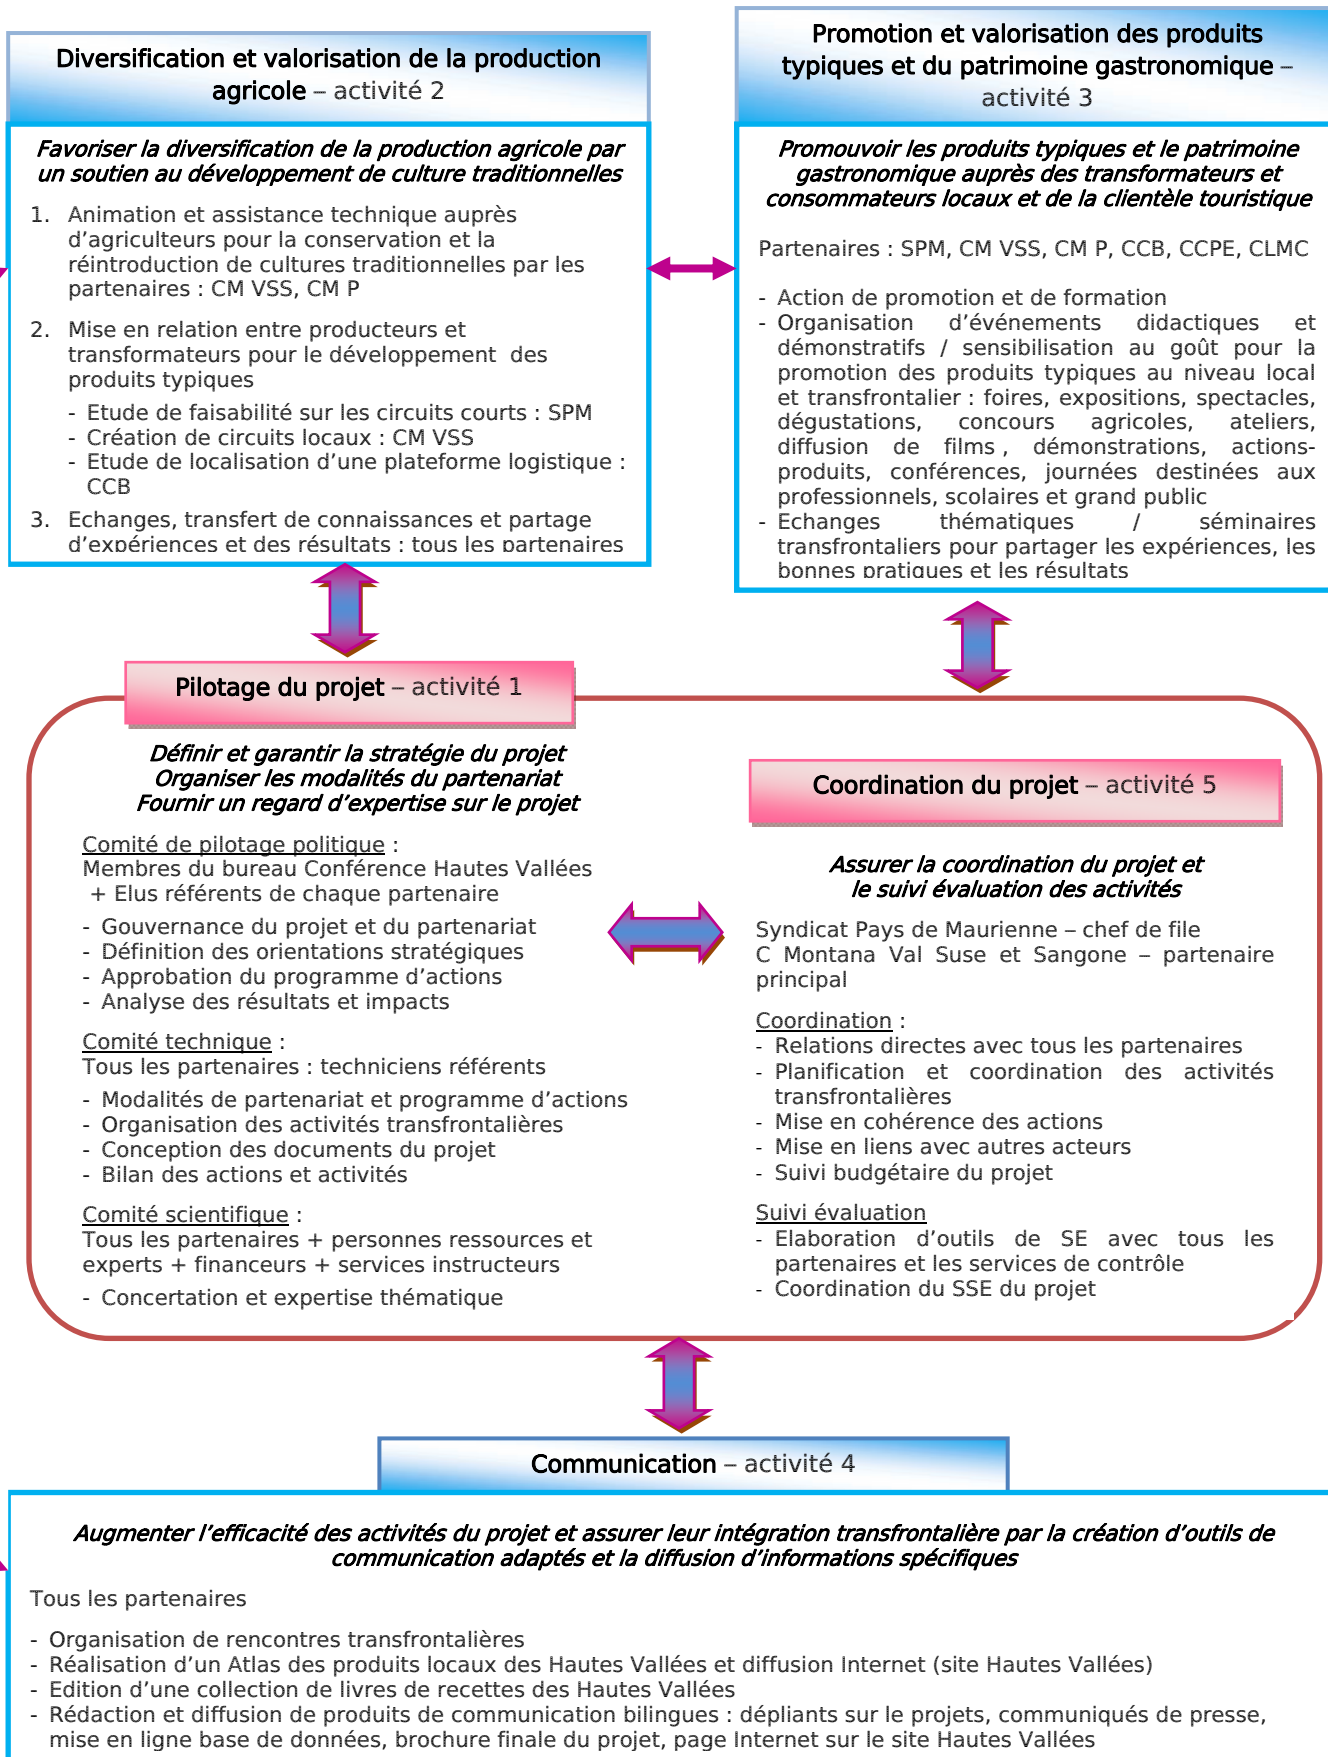 Diversification et valorisation de la production
agricole – activité 2
Favoriser la diversification de la production agricole par
un soutien au développement de culture traditionnelles
1. Animation et assistance technique auprès
d’agriculteurs pour la conservation et la
réintroduction de cultures traditionnelles par les
partenaires : CM VSS, CM P
2. Mise en relation entre producteurs et
transformateurs pour le développement des
produits typiques
- Etude de faisabilité sur les circuits courts : SPM
- Création de circuits locaux : CM VSS
- Etude de localisation d’une plateforme logistique :
CCB
3. Echanges, transfert de connaissances et partage
d’expériences et des résultats : tous les partenaires
Promotion et valorisation des produits
typiques et du patrimoine gastronomique –
activité 3
Promouvoir les produits typiques et le patrimoine
gastronomique auprès des transformateurs et
consommateurs locaux et de la clientèle touristique
Partenaires : SPM, CM VSS, CM P, CCB, CCPE, CLMC
- Action de promotion et de formation
- Organisation d’événements didactiques et
démonstratifs / sensibilisation au goût pour la
promotion des produits typiques au niveau local
et transfrontalier : foires, expositions, spectacles,
dégustations, concours agricoles, ateliers,
diffusion de films , démonstrations, actions-
produits, conférences, journées destinées aux
professionnels, scolaires et grand public
- Echanges thématiques / séminaires
transfrontaliers pour partager les expériences, les
bonnes pratiques et les résultats
Pilotage du projet – activité 1
Définir et garantir la stratégie du projet
Organiser les modalités du partenariat
Fournir un regard d’expertise sur le projet
Comité de pilotage politique :
Membres du bureau Conférence Hautes Vallées
+ Elus référents de chaque partenaire
- Gouvernance du projet et du partenariat
- Définition des orientations stratégiques
- Approbation du programme d’actions
- Analyse des résultats et impacts
Comité technique :
Tous les partenaires : techniciens référents
- Modalités de partenariat et programme d’actions
- Organisation des activités transfrontalières
- Conception des documents du projet
- Bilan des actions et activités
Comité scientifique :
Tous les partenaires + personnes ressources et
experts + financeurs + services instructeurs
- Concertation et expertise thématique
Coordination du projet – activité 5
Assurer la coordination du projet et
le suivi évaluation des activités
Syndicat Pays de Maurienne – chef de file
C Montana Val Suse et Sangone – partenaire
principal
Coordination :
- Relations directes avec tous les partenaires
- Planification et coordination des activités
transfrontalières
- Mise en cohérence des actions
- Mise en liens avec autres acteurs
- Suivi budgétaire du projet
Suivi évaluation
- Elaboration d’outils de SE avec tous les
partenaires et les services de contrôle
- Coordination du SSE du projet
Communication – activité 4
Augmenter l’efficacité des activités du projet et assurer leur intégration transfrontalière par la création d’outils de
communication adaptés et la diffusion d’informations spécifiques
Tous les partenaires
- Organisation de rencontres transfrontalières
- Réalisation d’un Atlas des produits locaux des Hautes Vallées et diffusion Internet (site Hautes Vallées)
- Edition d’une collection de livres de recettes des Hautes Vallées
- Rédaction et diffusion de produits de communication bilingues : dépliants sur le projets, communiqués de presse,
mise en ligne base de données, brochure finale du projet, page Internet sur le site Hautes Vallées